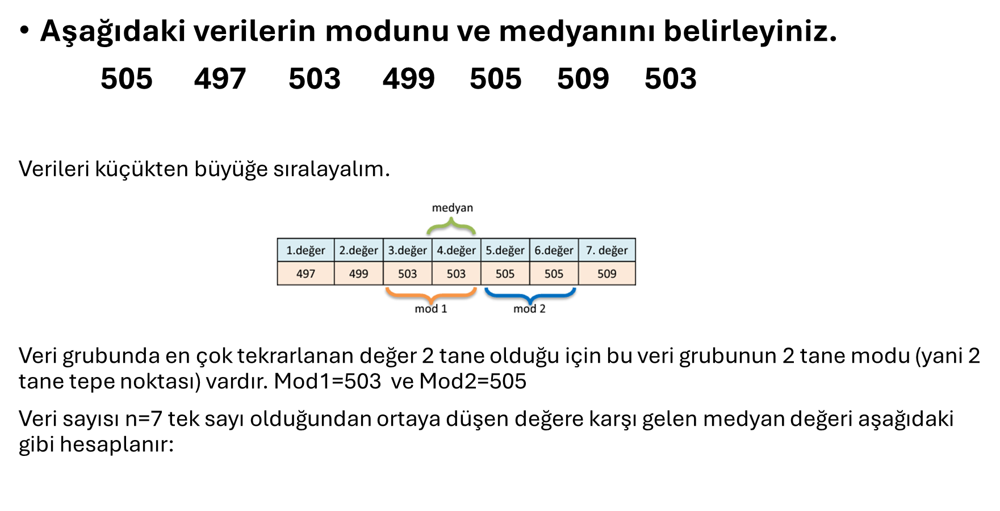 • Aşağıdaki verilerin modunu ve medyanını belirleyiniz.
505 497 503 499 505 509 503
Verileri küçükten büyüğe sıralayalım.
medyan
1.değer 2.değer 3.değer 4.değer 5.değer 6.değer 7. değer
497 499 503 503 505 505 509
mod 1 mod 2
Veri grubunda en çok tekrarlanan değer 2 tane olduğu için bu veri grubunun 2 tane modu (yani 2
tane tepe noktası) vardır. Mod1=503 ve Mod2=505
Veri sayısı n=7 tek sayı olduğundan ortaya düşen değere karşı gelen medyan değeri aşağıdaki
gibi hesaplanır: